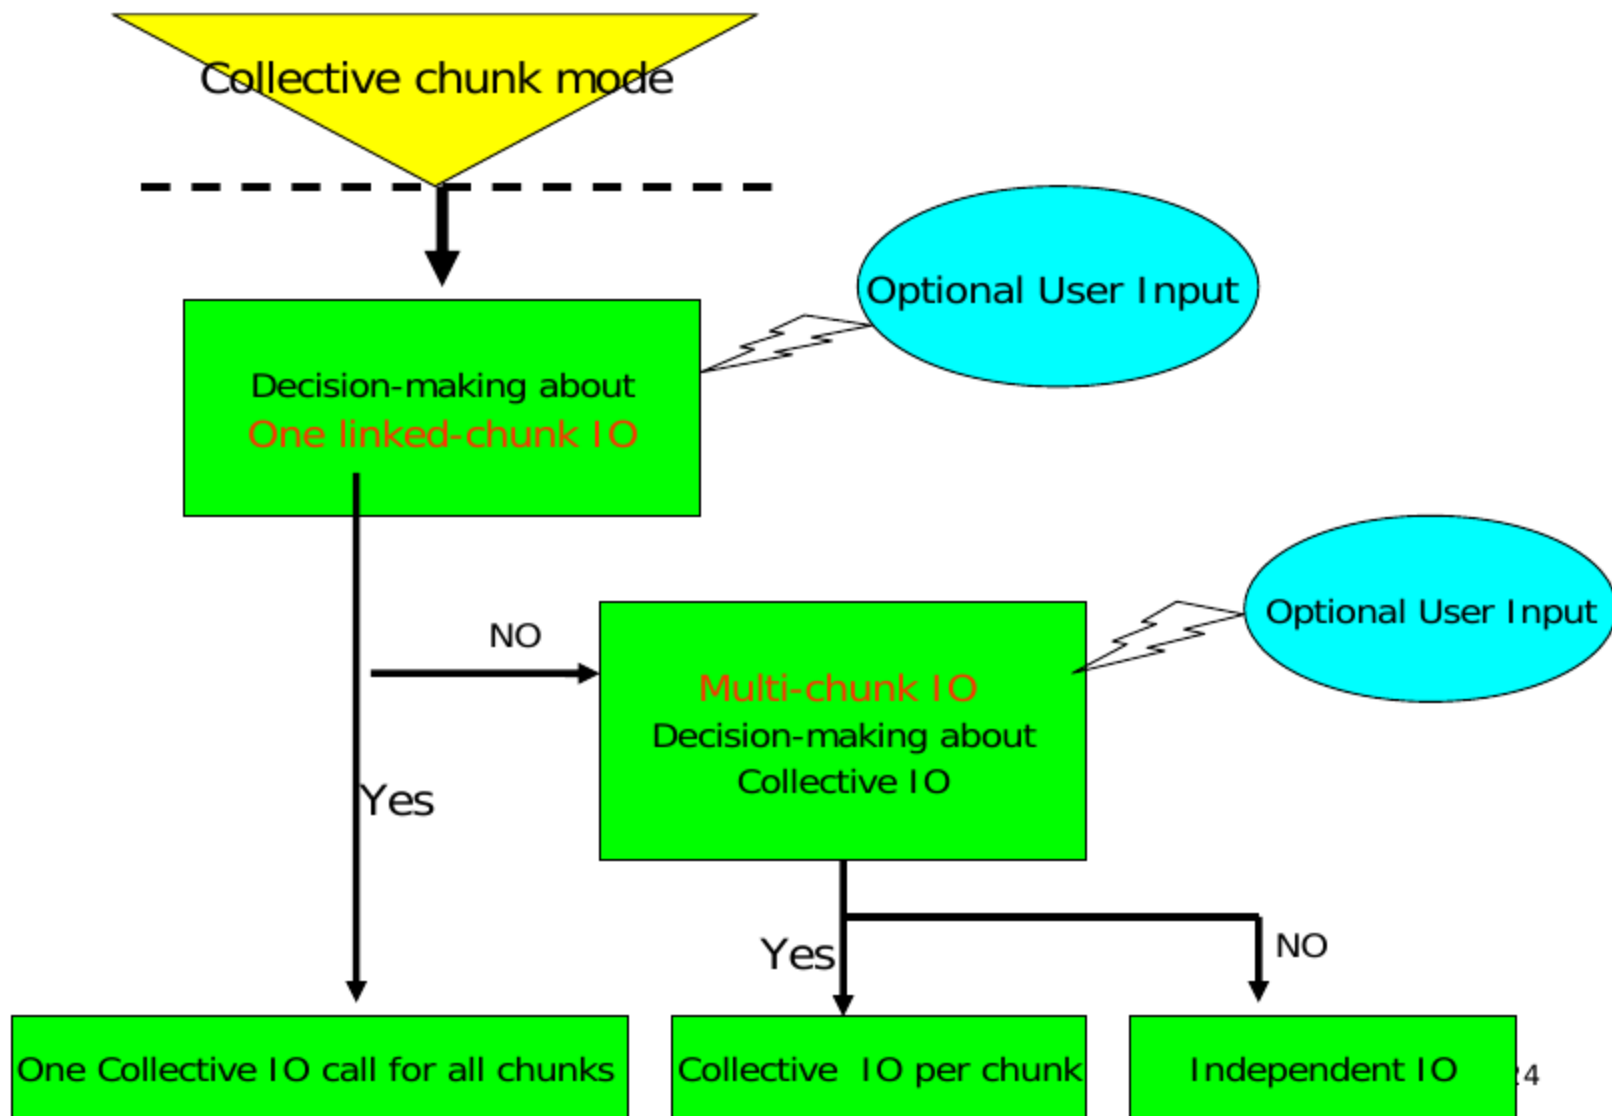 Collective chunk mode
Optional User Input
Decision-making about
One linked-chunk IO
Optional User Input
NO
Multi-chunk IO
Decision-making about
Collective IO
Yes
Yes
NO
One Collective IO call for all chunks
Collective IO per chunk
Independent IO
24